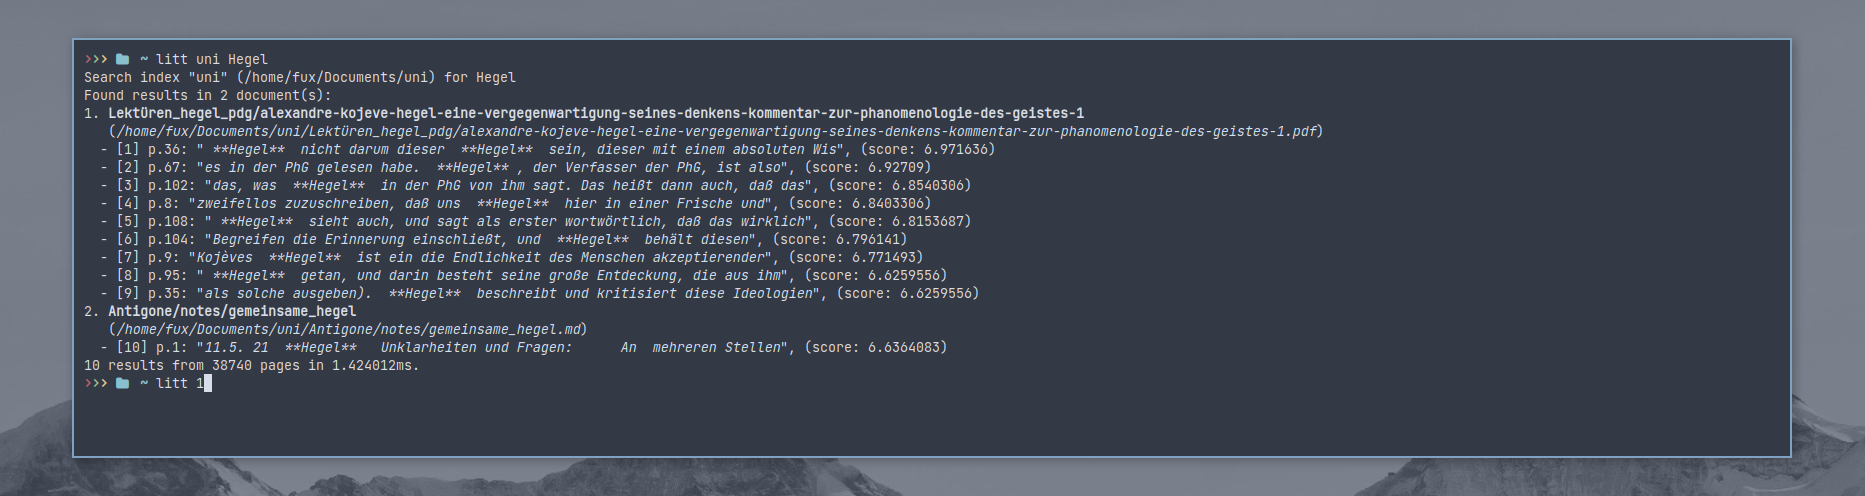 >>> ~ litt uni Hegel
Search index "uni" (/home/fux/Documents/uni) for Hegel
Found results in 2 document(s):
1. LektÜren_hegel_pdg/alexandre-kojeve-hegel-eine-vergegenwartigung-seines-denkens-kommentar-zur-phanomenologie-des-geistes-1
(/home/fux/Documents/uni/Lektüren_hegel_pdg/alexandre-kojeve-hegel-eine-vergegenwartigung-seines-denkens-kommentar-zur-phanomenologie-des-geistes-1.pdf)
- [1] p.36: " **Hegel**  nicht darum dieser  **Hegel**  sein, dieser mit einem absoluten Wis", (score: 6.971636)
- [2] p.67: "es in der PhG gelesen habe.  **Hegel** , der Verfasser der PhG, ist also", (score: 6.92709)
- [3] p.102: "das, was  **Hegel**  in der PhG von ihm sagt. Das heißt dann auch, daß das", (score: 6.8540306)
- [4] p.8: "zweifellos zuzuschreiben, daß uns  **Hegel**  hier in einer Frische und", (score: 6.8403306)
- [5] p.108: " **Hegel**  sieht auch, und sagt als erster wortwörtlich, daß das wirklich", (score: 6.8153687)
- [6] p.104: "Begreifen die Erinnerung einschließt, und  **Hegel**  behält diesen", (score: 6.796141)
- [7] p.9: "Kojèves  **Hegel**  ist ein die Endlichkeit des Menschen akzeptierender", (score: 6.771493)
- [8] p.95: " **Hegel**  getan, und darin besteht seine große Entdeckung, die aus ihm", (score: 6.6259556)
- [9] p.35: "als solche ausgeben).  **Hegel**  beschreibt und kritisiert diese Ideologien", (score: 6.6259556)
2. Antigone/notes/gemeinsame_hegel
(/home/fux/Documents/uni/Antigone/notes/gemeinsame_hegel.md)
- [10] p.1: "11.5. 21  **Hegel**   Unklarheiten und Fragen:      An  mehreren Stellen", (score: 6.6364083)
10 results from 38740 pages in 1.424012ms.
>>> ~ litt 1